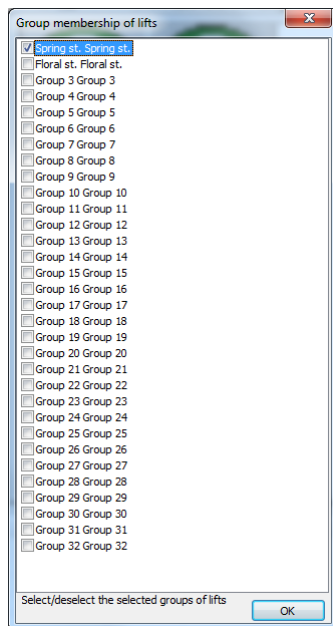 Group membership of lifts
Spring st. Spring st.
Floral st. Floral st.
Group 3 Group 3
Group 4 Group 4
Group 5 Group 5
Group 6 Group 6
Group 7 Group 7
Group 8 Group 8
Group 9 Group 9
Group 10 Group 10
Group 11 Group 11
Group 12 Group 12
Group 13 Group 13
Group 14 Group 14
Group 15 Group 15
Group 16 Group 16
Group 17 Group 17
Group 18 Group 18
Group 19 Group 19
Group 20 Group 20
Group 21 Group 21
Group 22 Group 22
Group 23 Group 23
Group 24 Group 24
Group 25 Group 25
Group 26 Group 26
Group 27 Group 27
Group 28 Group 28
Group 29 Group 29
Group 30 Group 30
Group 31 Group 31
Group 32 Group 32
Select/deselect the selected groups of lifts
OK